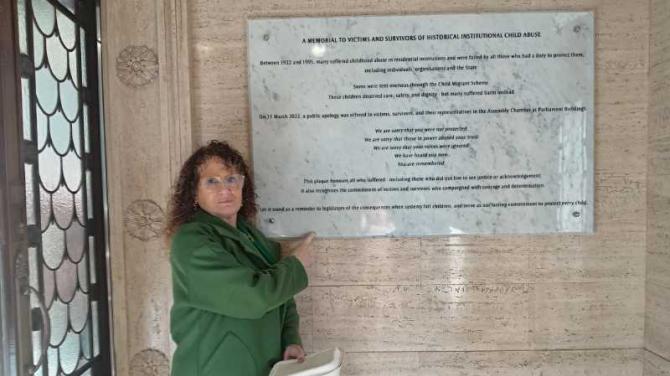 A MEMORIAL TO VICTIMS AND SURVIVORS OF HISTORICAL INSTITUTIONAL CHILD ABUSE
Between 1922 and 1995, many suffered childhood abuse in residential institutions and were failed by all those who had a duty to protect them,
including individuals, organisations and the State.
Some were sent overseas through the Child Migrant Scheme.
These children deserved care, safety, and dignity - but many suffered harm instead.
On 11 March 2022, a public apology was offered to victims, survivors, and their representatives in the Assembly Chamber at Parliament Buildings.
We are sorry that you were not protected.
We are sorry that those in power abused your trust.
We are sorry that your voices were ignored.
We have heard you now.
You are remembered.
This plaque honours all who suffered - including those who did not live to see justice or acknowledgement.
It also recognises the commitment of victims and survivors who campaigned with courage and determination.
Let it stand as a reminder to legislators of the consequences when systems fail children, and serve as our lasting commitment to protect every child.